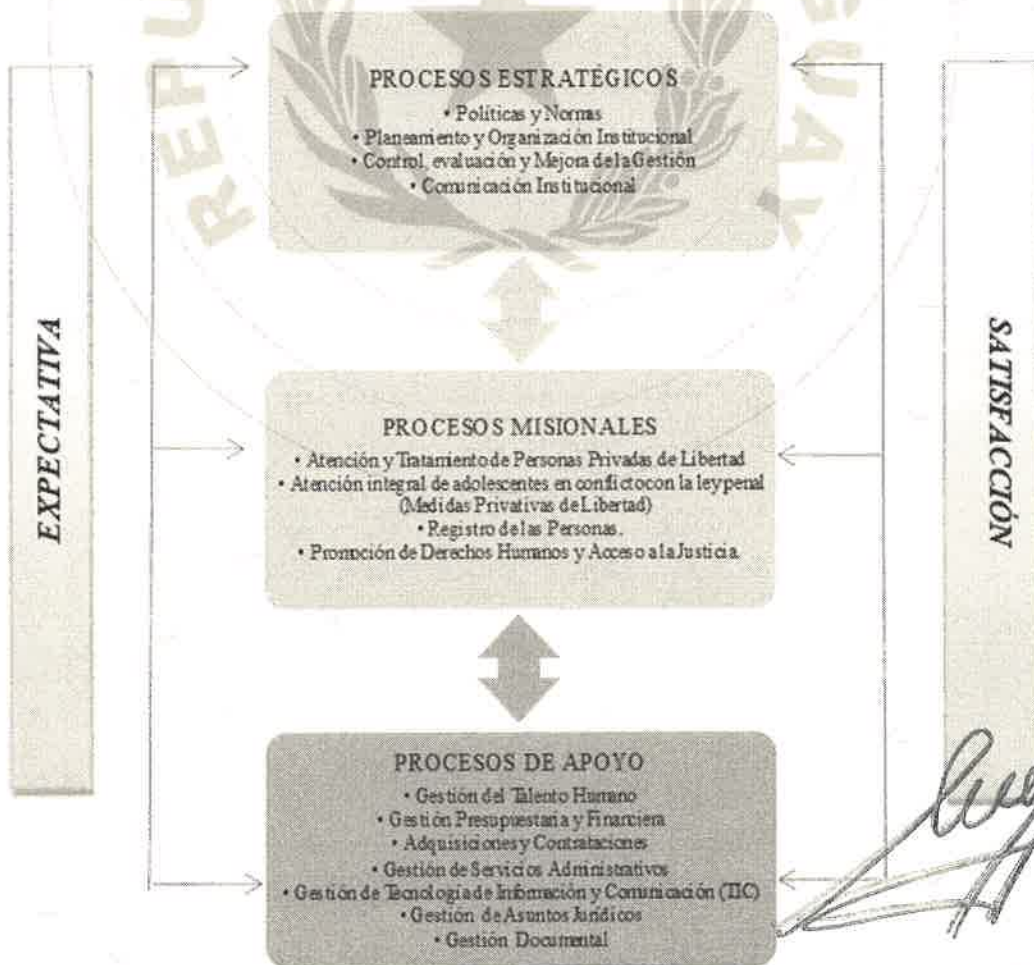 EXPECTATIVA
PROCESOS ESTRATÉGICOS
• Políticas y Normas
• Planeamiento y Organización Institucional
• Control, evaluación y Mejora de la Gestión
• Comunicación Institucional
PROCESOS MISIONALES
• Atención y Tratamiento de Personas Privadas de Libertad
• Atención integral de adolescentes en conflicto con la ley penal
(Medidas Privativas de Libertad)
• Registro de las Personas.
• Promoción de Derechos Humanos y Acceso a la Justicia
PROCESOS DE APOYO
• Gestión del Talento Humano
• Gestión Presupuestaria y Financiera
• Adquisiciones y Contrataciones
• Gestión de Servicios Administrativos
• Gestión de Tecnología de Información y Comunicación (TIC)
• Gestión de Asuntos Jurídicos
• Gestión Documental
SATISFACCIÓN
REPU
GUAY